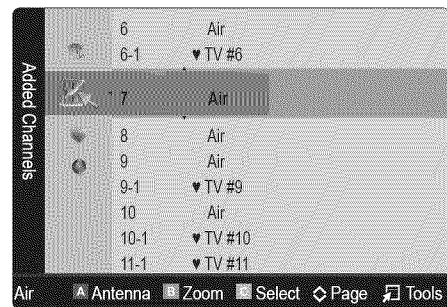 Added Channels
6 Air
6-1 ♥ TV #6
7 Air
8 Air
9 Air
9-1 ♥ TV #9
10 Air
10-1 ♥ TV #10
11-1 ♥ TV #11
Air A Antenna B Zoom C Select Page Tools